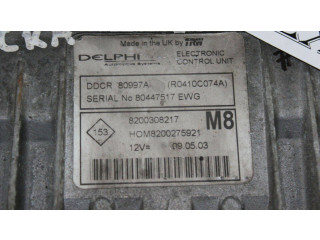 Made in the UK by TRW
DELPHI
ELECTRONIC
CONTROL UNIT
DDCR 80997A (R0410C074A)
SERIAL No 80447517 EWG
8200308217 M8
153
HOM8200275921
12V= 09.05.03